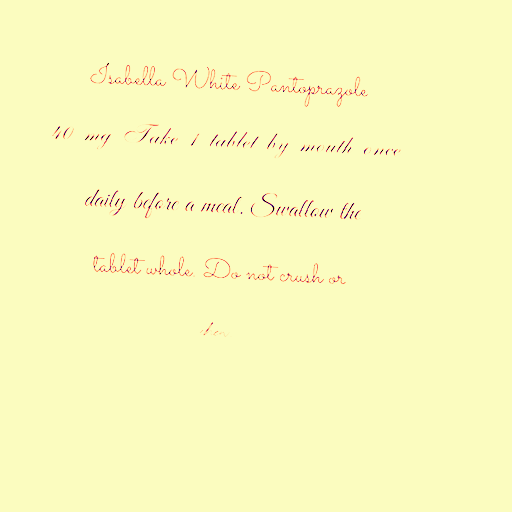 Isabella White Pantoprazole
40 mg Take 1 tablet by mouth once
daily before a meal. Swallow the
tablet whole. Do not crush or